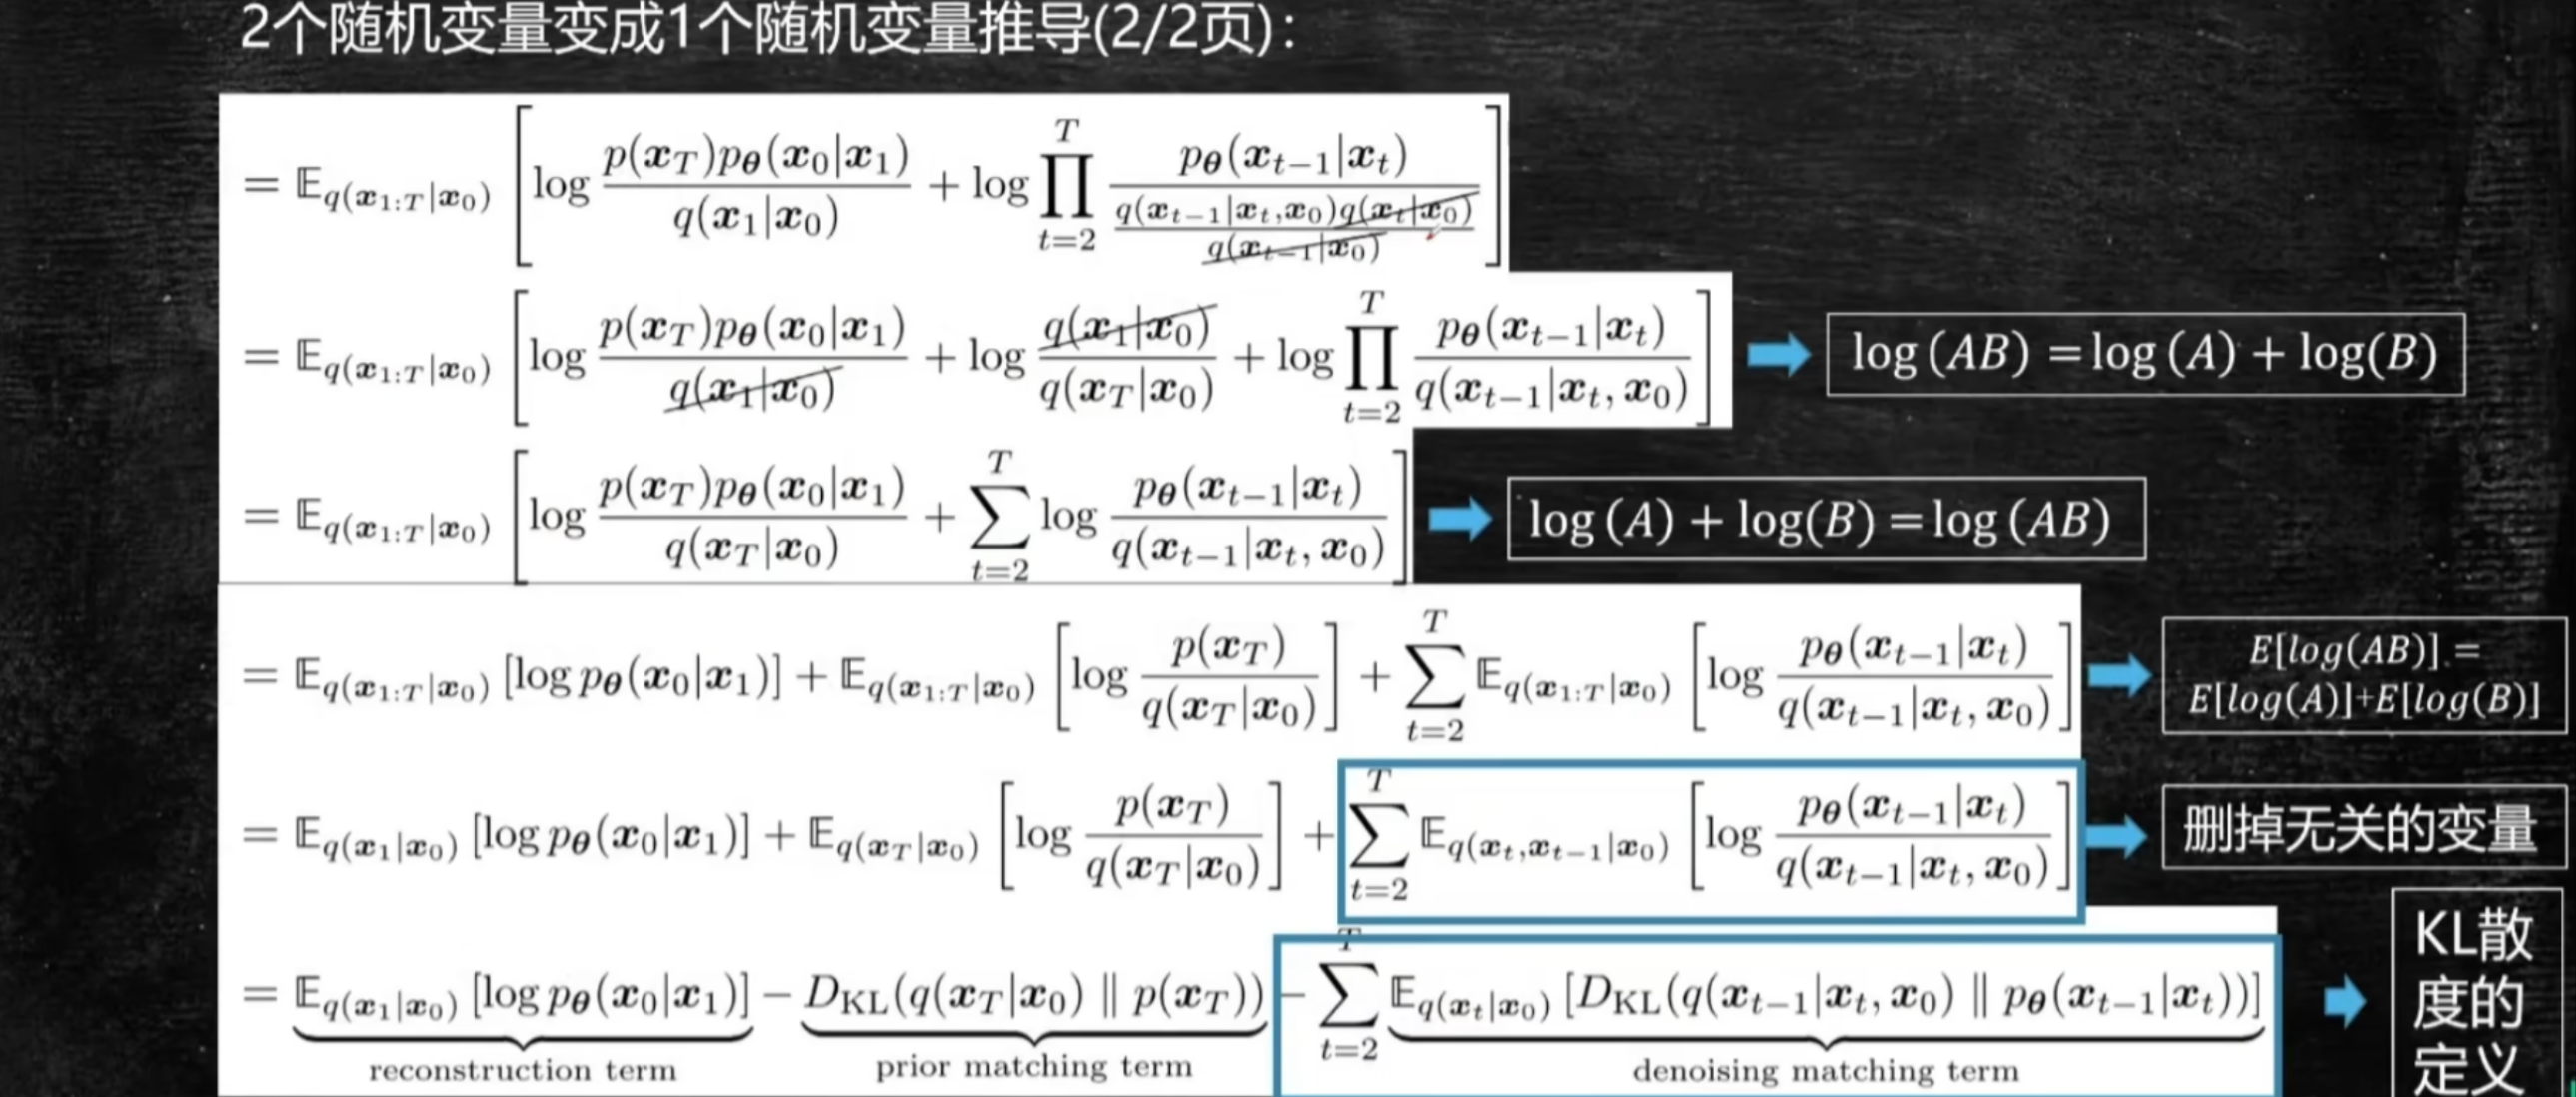 2个随机变量变成1个随机变量推导(2/2页):
$= \mathbb{E}_{q(\boldsymbol{x}_{1:T}|\boldsymbol{x}_0)} \left[ \log \frac{p(\boldsymbol{x}_T)p_{\boldsymbol{\theta}}(\boldsymbol{x}_0|\boldsymbol{x}_1)}{q(\boldsymbol{x}_1|\boldsymbol{x}_0)} + \log \prod_{t=2}^{T} \frac{p_{\boldsymbol{\theta}}(\boldsymbol{x}_{t-1}|\boldsymbol{x}_t)}{\frac{q(\boldsymbol{x}_{t-1}|\boldsymbol{x}_t,\boldsymbol{x}_0)\cancel{q(\boldsymbol{x}_t|\boldsymbol{x}_0)}}{\cancel{q(\boldsymbol{x}_{t-1}|\boldsymbol{x}_0)}}} \right]$
$= \mathbb{E}_{q(\boldsymbol{x}_{1:T}|\boldsymbol{x}_0)} \left[ \log \frac{p(\boldsymbol{x}_T)p_{\boldsymbol{\theta}}(\boldsymbol{x}_0|\boldsymbol{x}_1)}{\cancel{q(\boldsymbol{x}_1|\boldsymbol{x}_0)}} + \log \frac{\cancel{q(\boldsymbol{x}_1|\boldsymbol{x}_0)}}{q(\boldsymbol{x}_T|\boldsymbol{x}_0)} + \log \prod_{t=2}^{T} \frac{p_{\boldsymbol{\theta}}(\boldsymbol{x}_{t-1}|\boldsymbol{x}_t)}{q(\boldsymbol{x}_{t-1}|\boldsymbol{x}_t,\boldsymbol{x}_0)} \right]$
log (AB) = log (A) + log(B)
$= \mathbb{E}_{q(\boldsymbol{x}_{1:T}|\boldsymbol{x}_0)} \left[ \log \frac{p(\boldsymbol{x}_T)p_{\boldsymbol{\theta}}(\boldsymbol{x}_0|\boldsymbol{x}_1)}{q(\boldsymbol{x}_T|\boldsymbol{x}_0)} + \sum_{t=2}^{T} \log \frac{p_{\boldsymbol{\theta}}(\boldsymbol{x}_{t-1}|\boldsymbol{x}_t)}{q(\boldsymbol{x}_{t-1}|\boldsymbol{x}_t,\boldsymbol{x}_0)} \right]$
log (A) + log(B) = log (AB)
$= \mathbb{E}_{q(\boldsymbol{x}_{1:T}|\boldsymbol{x}_0)} [\log p_{\boldsymbol{\theta}}(\boldsymbol{x}_0|\boldsymbol{x}_1)] + \mathbb{E}_{q(\boldsymbol{x}_{1:T}|\boldsymbol{x}_0)} \left[ \log \frac{p(\boldsymbol{x}_T)}{q(\boldsymbol{x}_T|\boldsymbol{x}_0)} \right] + \sum_{t=2}^{T} \mathbb{E}_{q(\boldsymbol{x}_{1:T}|\boldsymbol{x}_0)} \left[ \log \frac{p_{\boldsymbol{\theta}}(\boldsymbol{x}_{t-1}|\boldsymbol{x}_t)}{q(\boldsymbol{x}_{t-1}|\boldsymbol{x}_t,\boldsymbol{x}_0)} \right]$
E[log(AB)] =
E[log(A)]+E[log(B)]
$= \mathbb{E}_{q(\boldsymbol{x}_1|\boldsymbol{x}_0)} [\log p_{\boldsymbol{\theta}}(\boldsymbol{x}_0|\boldsymbol{x}_1)] + \mathbb{E}_{q(\boldsymbol{x}_T|\boldsymbol{x}_0)} \left[ \log \frac{p(\boldsymbol{x}_T)}{q(\boldsymbol{x}_T|\boldsymbol{x}_0)} \right] + \sum_{t=2}^{T} \mathbb{E}_{q(\boldsymbol{x}_t,\boldsymbol{x}_{t-1}|\boldsymbol{x}_0)} \left[ \log \frac{p_{\boldsymbol{\theta}}(\boldsymbol{x}_{t-1}|\boldsymbol{x}_t)}{q(\boldsymbol{x}_{t-1}|\boldsymbol{x}_t,\boldsymbol{x}_0)} \right]$
删掉无关的变量
$= \mathbb{E}_{q(\boldsymbol{x}_1|\boldsymbol{x}_0)} [\log p_{\boldsymbol{\theta}}(\boldsymbol{x}_0|\boldsymbol{x}_1)] - D_{\mathrm{KL}}(q(\boldsymbol{x}_T|\boldsymbol{x}_0) \parallel p(\boldsymbol{x}_T)) - \sum_{t=2}^{T} \mathbb{E}_{q(\boldsymbol{x}_t|\boldsymbol{x}_0)} [D_{\mathrm{KL}}(q(\boldsymbol{x}_{t-1}|\boldsymbol{x}_t,\boldsymbol{x}_0) \parallel p_{\boldsymbol{\theta}}(\boldsymbol{x}_{t-1}|\boldsymbol{x}_t))]$
reconstruction term
prior matching term
denoising matching term
KL散
度的
定义